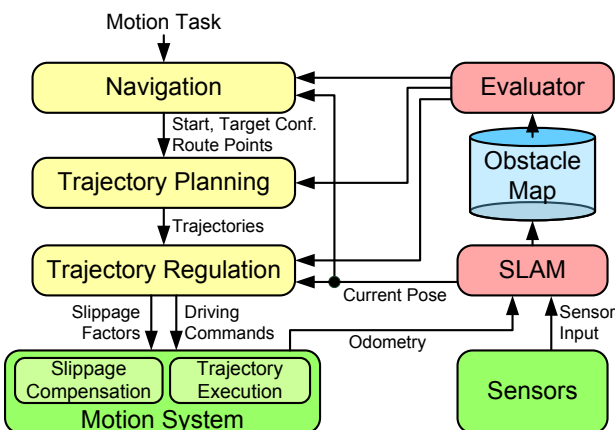 Motion Task
Navigation
Evaluator
Start, Target Conf.
Route Points
Obstacle
Map
Trajectory Planning
Trajectories
Trajectory Regulation
SLAM
Current Pose
Slippage
Factors
Driving
Commands
Sensor
Input
Odometry
Slippage
Compensation
Trajectory
Execution
Sensors
Motion System